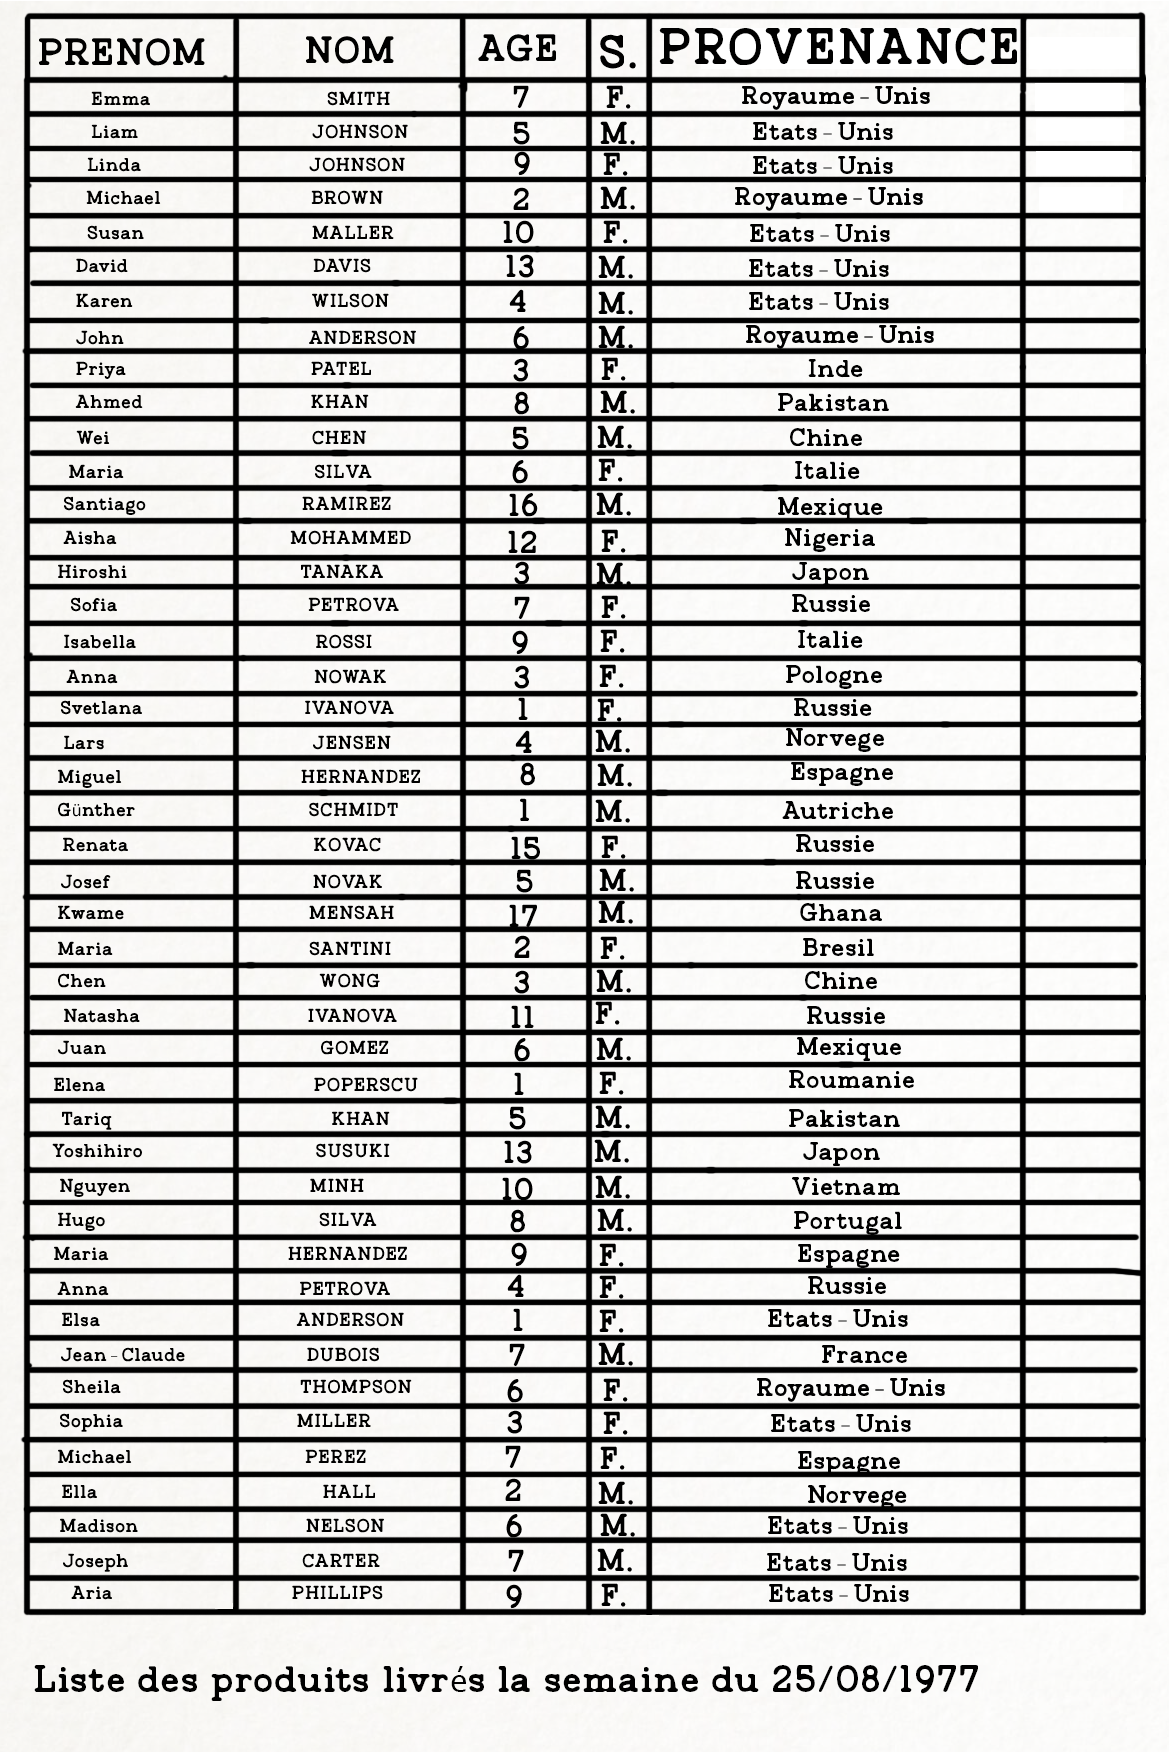 PRENOM NOM AGE S. PROVENANCE
Emma SMITH 7 F. Royaume-Unis
Liam JOHNSON 5 M. Etats-Unis
Linda JOHNSON 9 F. Etats-Unis
Michael BROWN 2 M. Royaume-Unis
Susan MALLER 10 F. Etats-Unis
David DAVIS 13 M. Etats-Unis
Karen WILSON 4 M. Etats-Unis
John ANDERSON 6 M. Royaume-Unis
Priya PATEL 3 F. Inde
Ahmed KHAN 8 M. Pakistan
Wei CHEN 5 M. Chine
Maria SILVA 6 F. Italie
Santiago RAMIREZ 16 M. Mexique
Aisha MOHAMMED 12 F. Nigeria
Hiroshi TANAKA 3 M. Japon
Sofia PETROVA 7 F. Russie
Isabella ROSSI 9 F. Italie
Anna NOWAK 3 F. Pologne
Svetlana IVANOVA 1 F. Russie
Lars JENSEN 4 M. Norvege
Miguel HERNANDEZ 8 M. Espagne
Günther SCHMIDT 1 M. Autriche
Renata KOVAC 15 F. Russie
Josef NOVAK 5 M. Russie
Kwame MENSAH 17 M. Ghana
Maria SANTINI 2 F. Bresil
Chen WONG 3 M. Chine
Natasha IVANOVA 11 F. Russie
Juan GOMEZ 6 M. Mexique
Elena POPERSCU 1 F. Roumanie
Tariq KHAN 5 M. Pakistan
Yoshihiro SUSUKI 13 M. Japon
Nguyen MINH 10 M. Vietnam
Hugo SILVA 8 M. Portugal
Maria HERNANDEZ 9 F. Espagne
Anna PETROVA 4 F. Russie
Elsa ANDERSON 1 F. Etats-Unis
Jean-Claude DUBOIS 7 M. France
Sheila THOMPSON 6 F. Royaume-Unis
Sophia MILLER 3 F. Etats-Unis
Michael PEREZ 7 F. Espagne
Ella HALL 2 M. Norvege
Madison NELSON 6 M. Etats-Unis
Joseph CARTER 7 M. Etats-Unis
Aria PHILLIPS 9 F. Etats-Unis
Liste des produits livrés la semaine du 25/08/1977